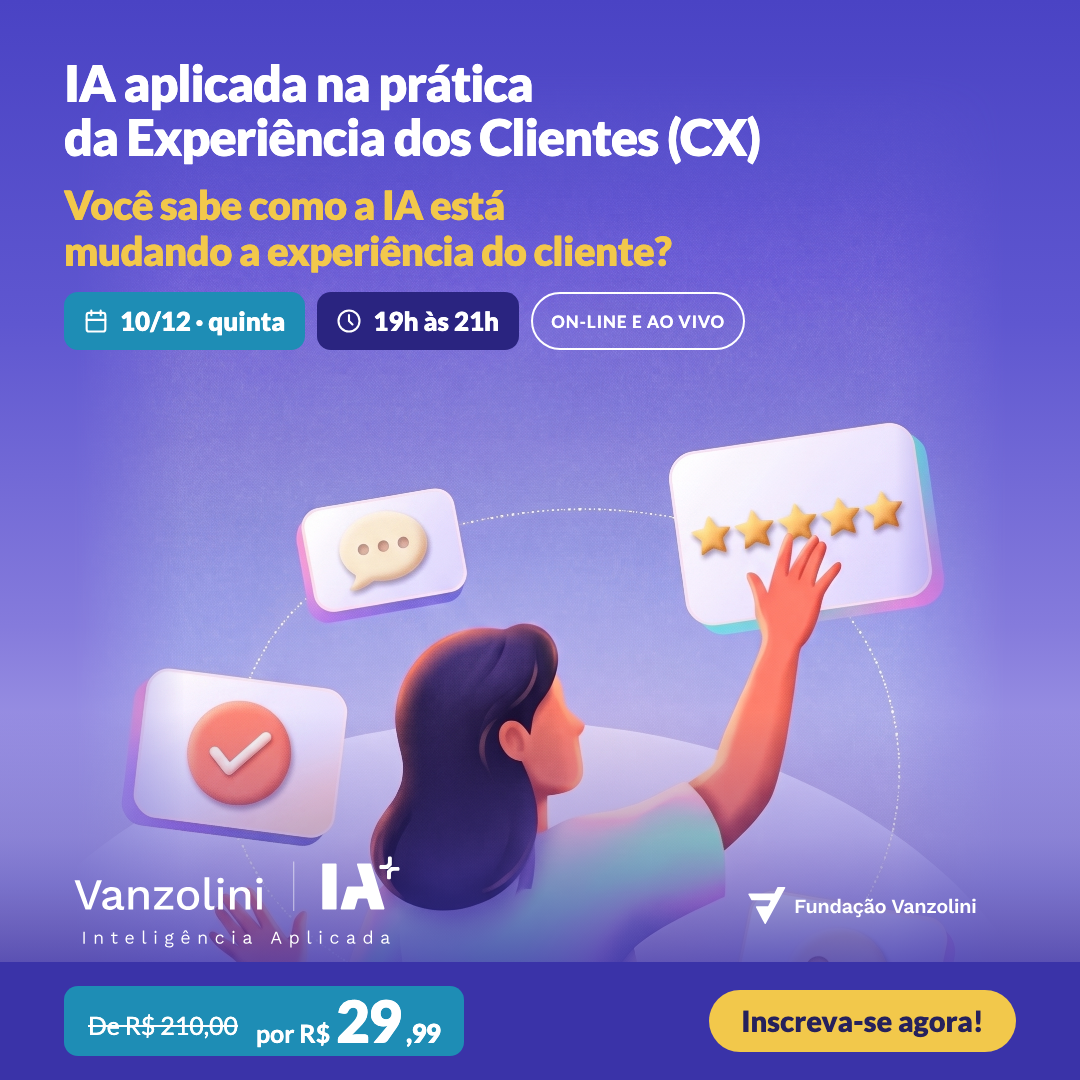 IA aplicada na prática
da Experiência dos Clientes (CX)
Você sabe como a IA está
mudando a experiência do cliente?
10/12 • quinta
19h às 21h
ON-LINE E AO VIVO
Vanzolini | IA+
Inteligência Aplicada
Fundação Vanzolini
De R$ 210,00 por R$ 29,99
Inscreva-se agora!